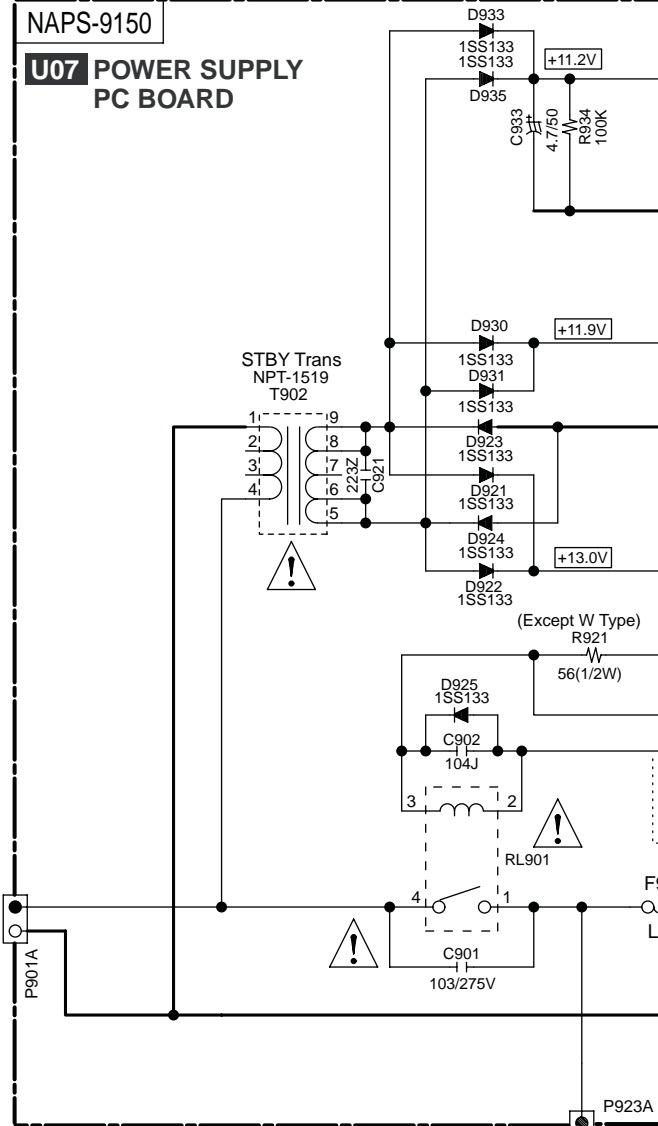 NAPS-9150
U07 POWER SUPPLY
PC BOARD
D933
1SS133
1SS133
D935
+11.2V
C933
+
4.7/50
R934
100K
D930
1SS133
+11.9V
D931
1SS133
D923
1SS133
D921
1SS133
D924
1SS133
D922
1SS133
+13.0V
STBY Trans
NPT-1519
T902
1
2
3
4
9
8
7
6
5
223Z
C921
!
(Except W Type)
R921
56(1/2W)
D925
1SS133
C902
104J
3
2
!
RL901
4
1
!
C901
103/275V
F9
L
P901A
P923A